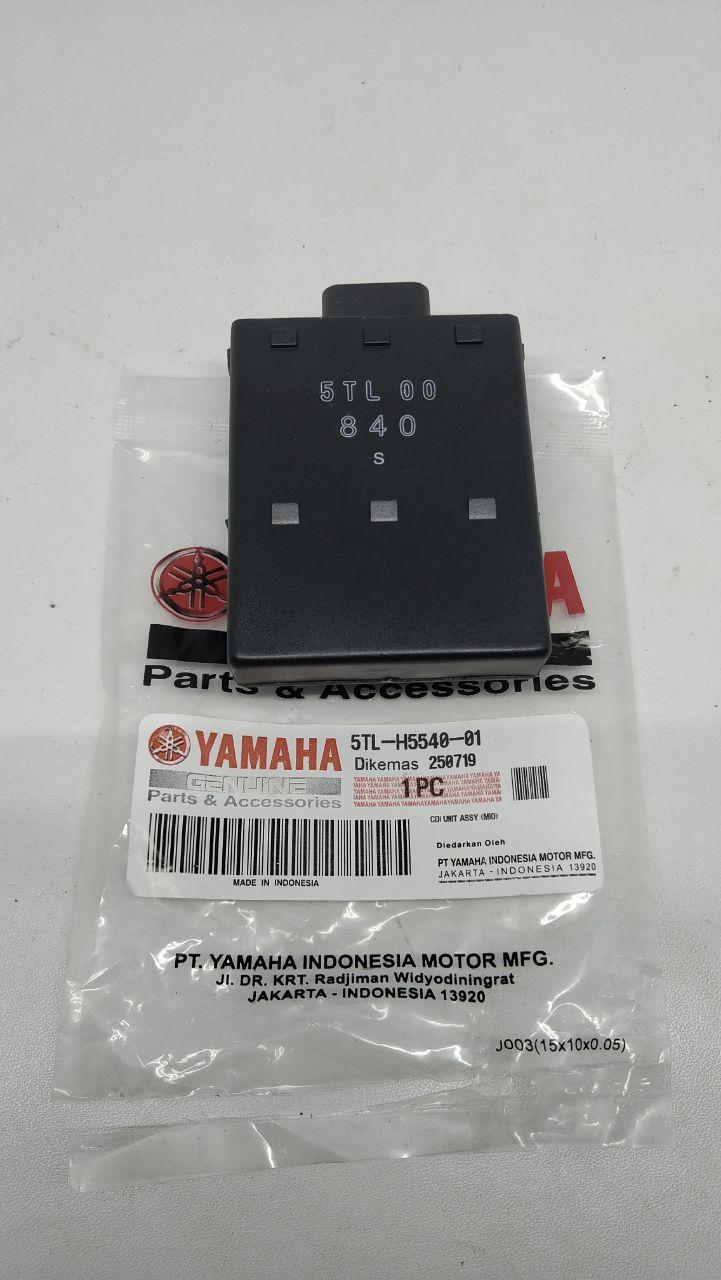 5TL 00
840
S
A
Parts & Accessories
YAMAHA
GENUINE
Parts & Accessories
5TL-H5540-01
Dikemas 250719
1 PC
CDI UNIT ASSY (MIO)
Diedarkan Oleh
PT YAMAHA INDONESIA MOTOR MFG.
JAKARTA - INDONESIA 13920
MADE IN INDONESIA
PT. YAMAHA INDONESIA MOTOR MFG.
Jl. DR. KRT. Radjiman Widyodiningrat
JAKARTA - INDONESIA 13920
J003(15x10x0.05)